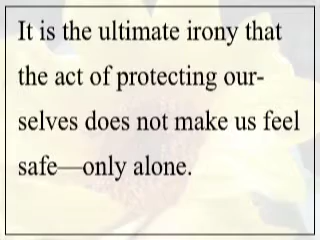 It is the ultimate irony that
the act of protecting our-
selves does not make us feel
safe—only alone.